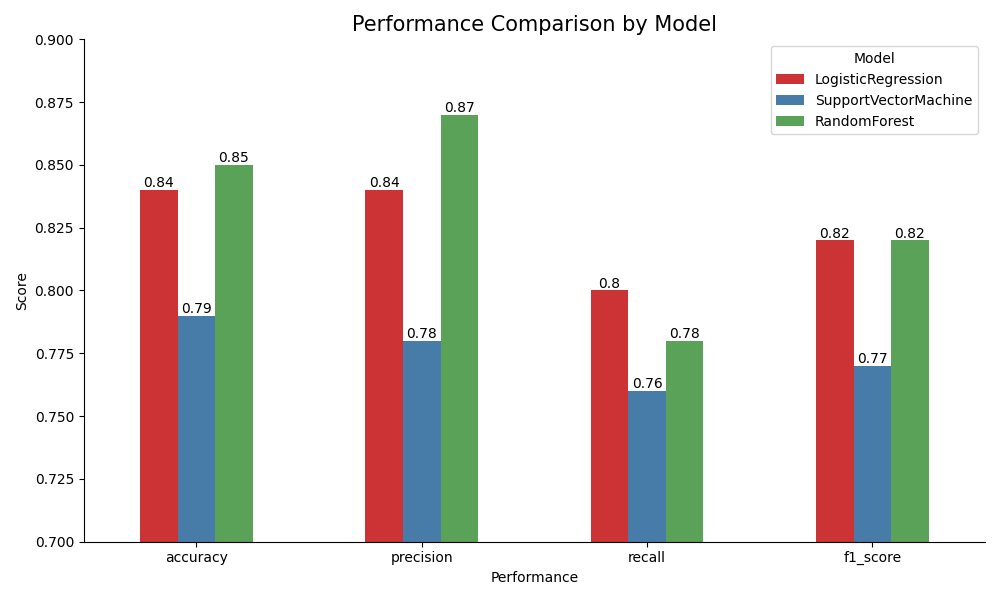 Performance Comparison by Model
Score
0.900
0.875
0.850
0.825
0.800
0.775
0.750
0.725
0.700
Model
LogisticRegression
SupportVectorMachine
RandomForest
0.84 0.79 0.85
0.84 0.78 0.87
0.8 0.76 0.78
0.82 0.77 0.82
accuracy precision recall f1_score
Performance